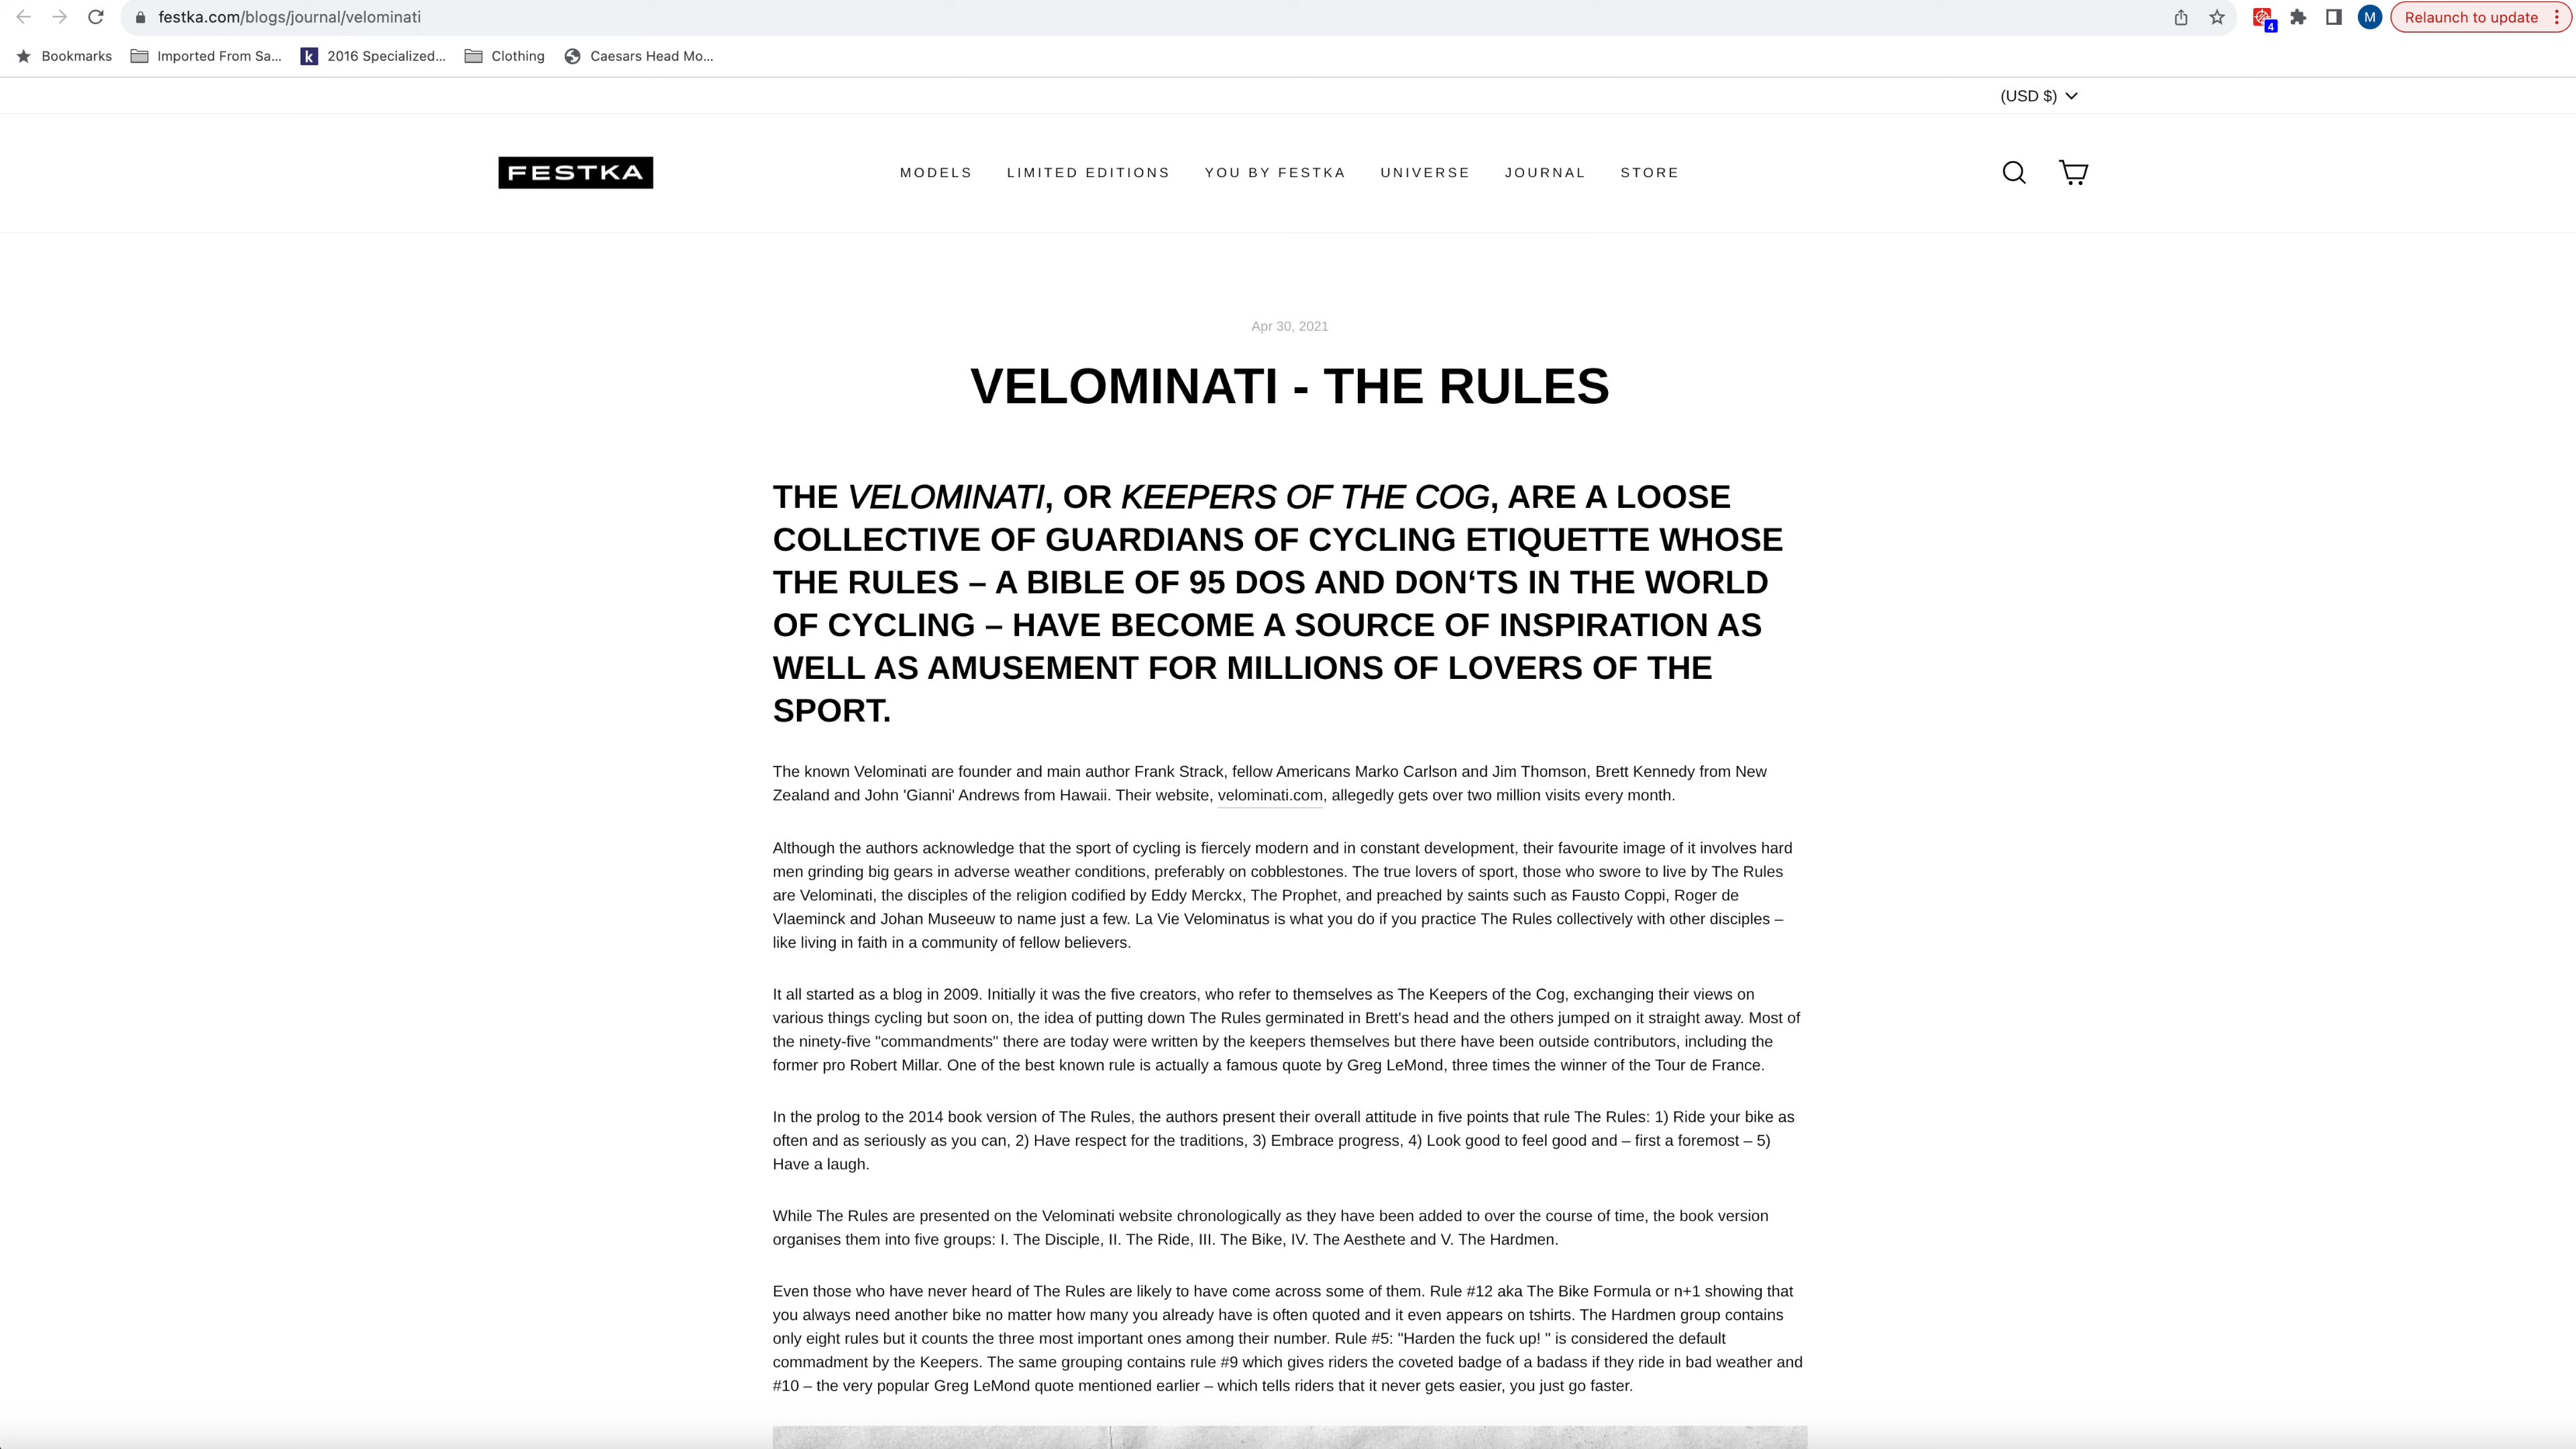 festka.com/blogs/journal/velominati
4
M
Relaunch to update
Bookmarks
Imported From Sa...
k
2016 Specialized...
Clothing
Caesars Head Mo...
(USD $)
FESTKA
MODELS
LIMITED EDITIONS
YOU BY FESTKA
UNIVERSE
JOURNAL
STORE
Apr 30, 2021
VELOMINATI - THE RULES
THE VELOMINATI, OR KEEPERS OF THE COG, ARE A LOOSE
COLLECTIVE OF GUARDIANS OF CYCLING ETIQUETTE WHOSE
THE RULES – A BIBLE OF 95 DOS AND DON‘TS IN THE WORLD
OF CYCLING – HAVE BECOME A SOURCE OF INSPIRATION AS
WELL AS AMUSEMENT FOR MILLIONS OF LOVERS OF THE
SPORT.
The known Velominati are founder and main author Frank Strack, fellow Americans Marko Carlson and Jim Thomson, Brett Kennedy from New
Zealand and John 'Gianni' Andrews from Hawaii. Their website, velominati.com, allegedly gets over two million visits every month.
Although the authors acknowledge that the sport of cycling is fiercely modern and in constant development, their favourite image of it involves hard
men grinding big gears in adverse weather conditions, preferably on cobblestones. The true lovers of sport, those who swore to live by The Rules
are Velominati, the disciples of the religion codified by Eddy Merckx, The Prophet, and preached by saints such as Fausto Coppi, Roger de
Vlaeminck and Johan Museeuw to name just a few. La Vie Velominatus is what you do if you practice The Rules collectively with other disciples –
like living in faith in a community of fellow believers.
It all started as a blog in 2009. Initially it was the five creators, who refer to themselves as The Keepers of the Cog, exchanging their views on
various things cycling but soon on, the idea of putting down The Rules germinated in Brett's head and the others jumped on it straight away. Most of
the ninety-five "commandments" there are today were written by the keepers themselves but there have been outside contributors, including the
former pro Robert Millar. One of the best known rule is actually a famous quote by Greg LeMond, three times the winner of the Tour de France.
In the prolog to the 2014 book version of The Rules, the authors present their overall attitude in five points that rule The Rules: 1) Ride your bike as
often and as seriously as you can, 2) Have respect for the traditions, 3) Embrace progress, 4) Look good to feel good and – first a foremost – 5)
Have a laugh.
While The Rules are presented on the Velominati website chronologically as they have been added to over the course of time, the book version
organises them into five groups: I. The Disciple, II. The Ride, III. The Bike, IV. The Aesthete and V. The Hardmen.
Even those who have never heard of The Rules are likely to have come across some of them. Rule #12 aka The Bike Formula or n+1 showing that
you always need another bike no matter how many you already have is often quoted and it even appears on tshirts. The Hardmen group contains
only eight rules but it counts the three most important ones among their number. Rule #5: "Harden the fuck up! " is considered the default
commadment by the Keepers. The same grouping contains rule #9 which gives riders the coveted badge of a badass if they ride in bad weather and
#10 – the very popular Greg LeMond quote mentioned earlier – which tells riders that it never gets easier, you just go faster.